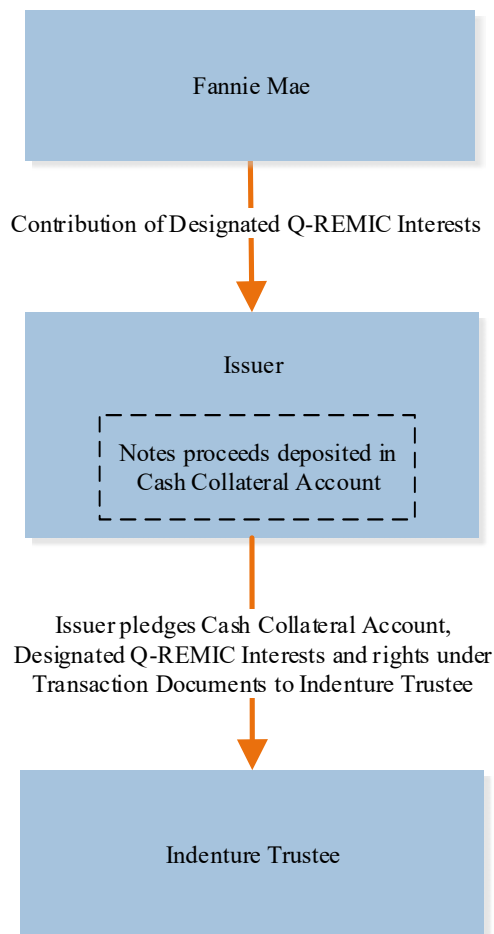 Fannie Mae
Contribution of Designated Q-REMIC Interests
Issuer
Notes proceeds deposited in
Cash Collateral Account
Issuer pledges Cash Collateral Account,
Designated Q-REMIC Interests and rights under
Transaction Documents to Indenture Trustee
Indenture Trustee